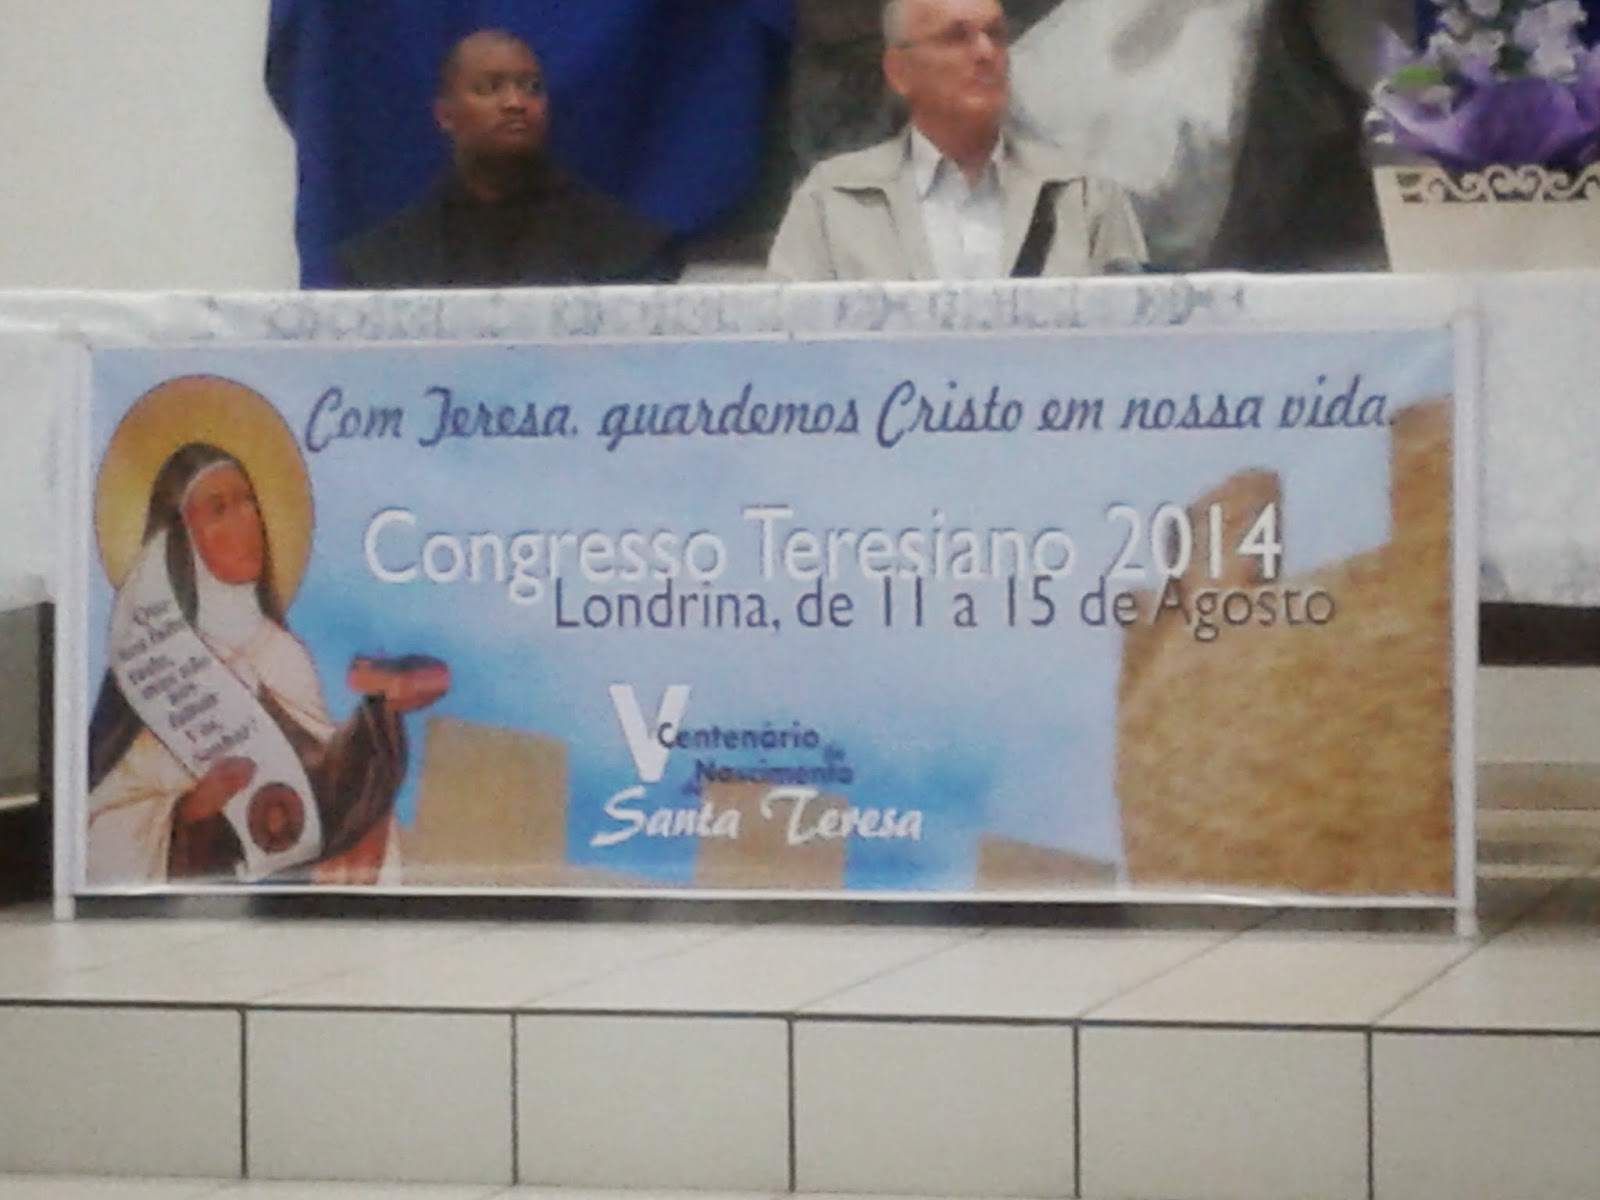 Com Teresa, guardemos Cristo em nossa vida.
Congresso Teresiano 2014
Londrina, de 11 a 15 de Agosto
V Centenário de
Nascimento
Santa Teresa